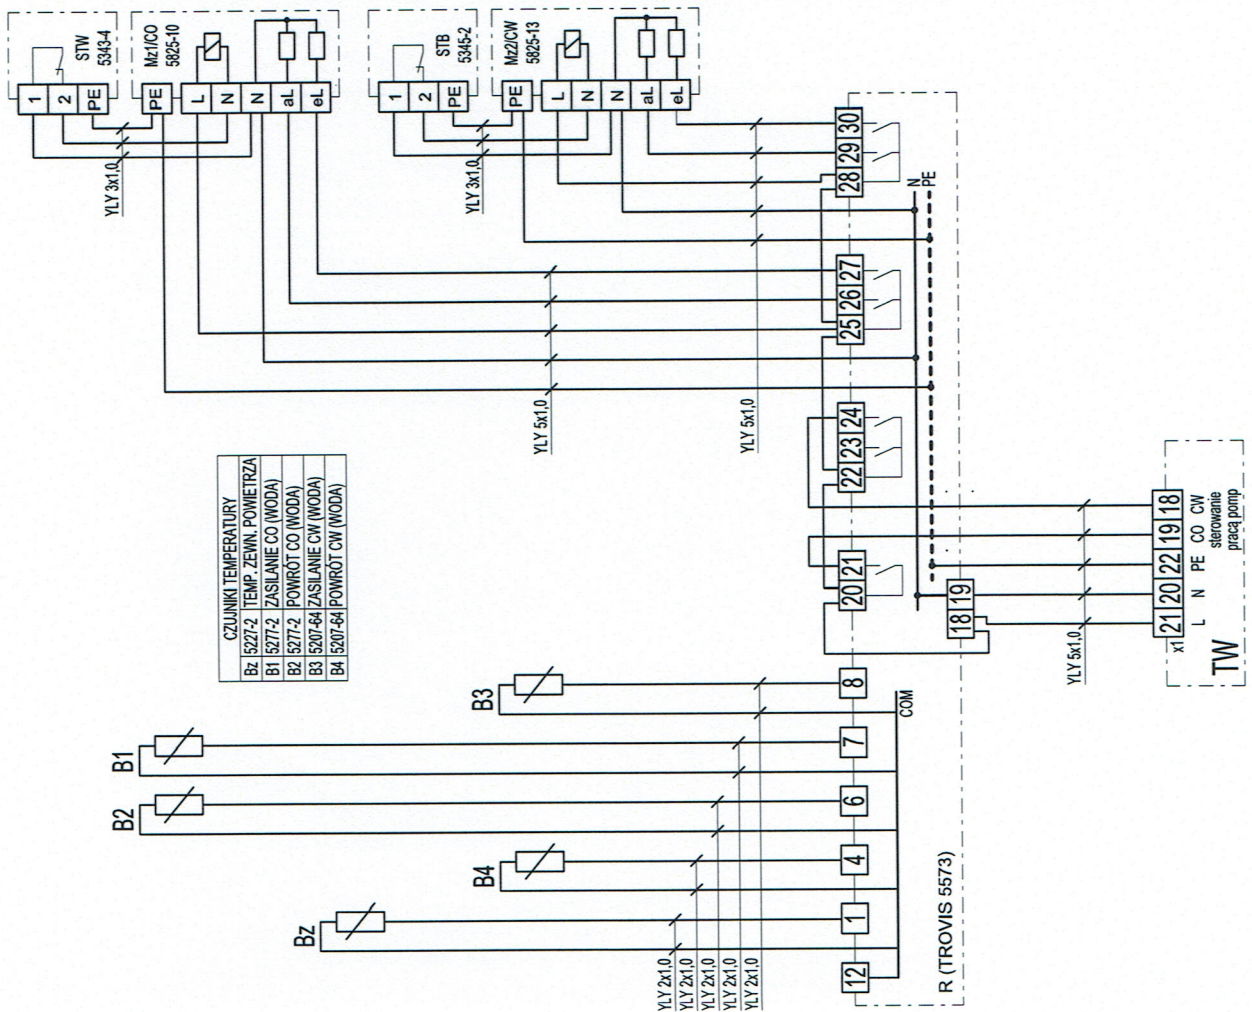 STW
5343-4
1
2
PE
YLY 3x1,0
Mz1/CO
5825-10
PE
L
N
N
aL
eL
STB
5345-2
1
2
PE
YLY 3x1,0
Mz2/CW
5825-13
PE
L
N
N
aL
eL
30
29
28
N
PE
27
26
25
YLY 5x1,0
YLY 5x1,0
24
23
22
21
20
19
18
CZUJNIKI TEMPERATURY
Bz 5227-2 TEMP. ZEWN. POWIETRZA
B1 5277-2 ZASILANIE CO (WODA)
B2 5277-2 POWRÓT CO (WODA)
B3 5207-64 ZASILANIE CW (WODA)
B4 5207-64 POWRÓT CW (WODA)
YLY 5x1,0
18
19
22
20
21
CW
CO
PE
N
L
sterowanie
pracą pomp
x1
TW
B3
B1
B2
B4
Bz
8
7
6
4
1
12
COM
YLY 2x1,0
YLY 2x1,0
YLY 2x1,0
YLY 2x1,0
YLY 2x1,0
R (TROVIS 5573)